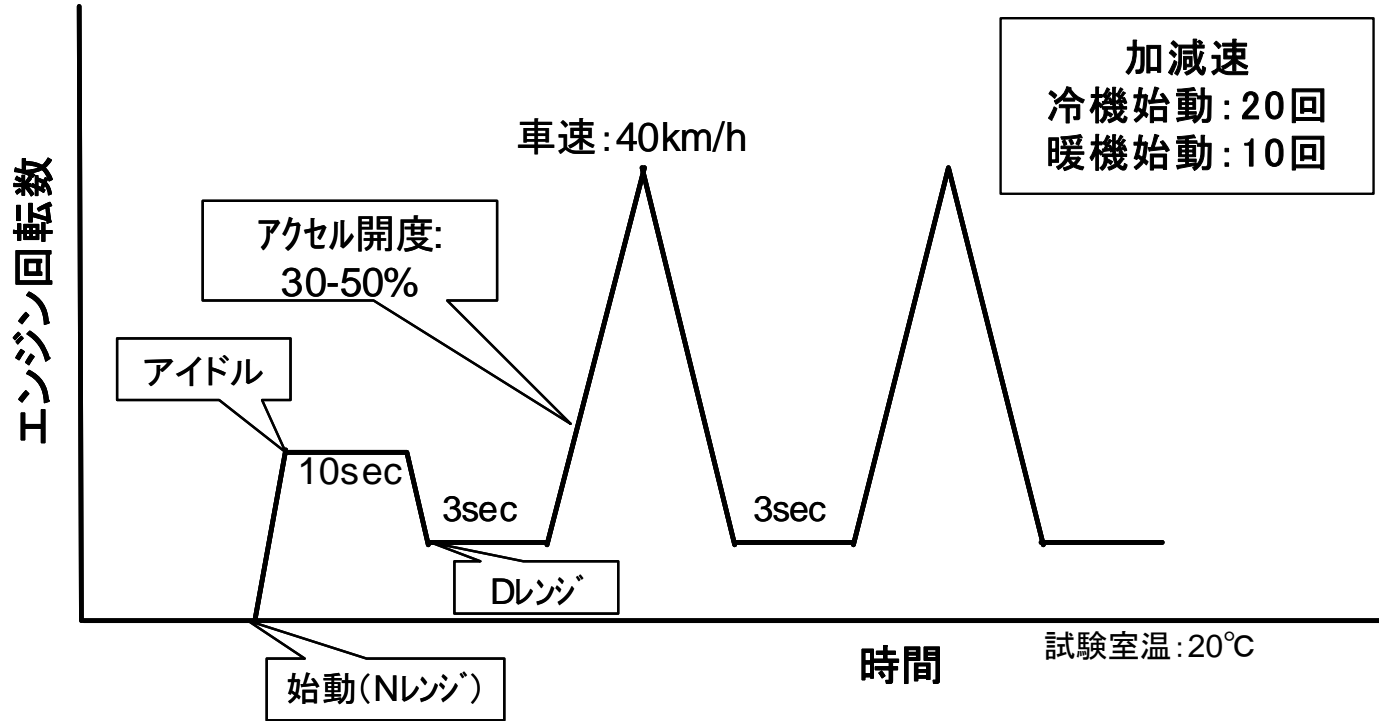 加減速
冷機始動:20回
暖機始動:10回
車速:40km/h
エンジン回転数
アクセル開度:
30-50%
アイドル
10sec
3sec
3sec
Dレンジ
始動(Nレンジ)
時間
試験室温:20℃